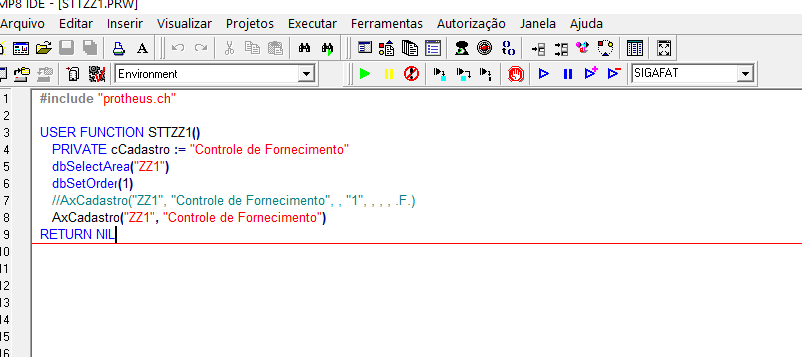 MP8 IDE - [STTZZ1.PRW]
Arquivo Editar Inserir Visualizar Projetos Executar Ferramentas Autorização Janela Ajuda
Environment SIGAFAT
1 #include "protheus.ch"
2
3 USER FUNCTION STTZZ1()
4 PRIVATE cCadastro := "Controle de Fornecimento"
5 dbSelectArea("ZZ1")
6 dbSetOrder(1)
7 //AxCadastro("ZZ1", "Controle de Fornecimento", , "1", , , , .F.)
8 AxCadastro("ZZ1", "Controle de Fornecimento")
9 RETURN NIL
10
11
12
13
14
15
16